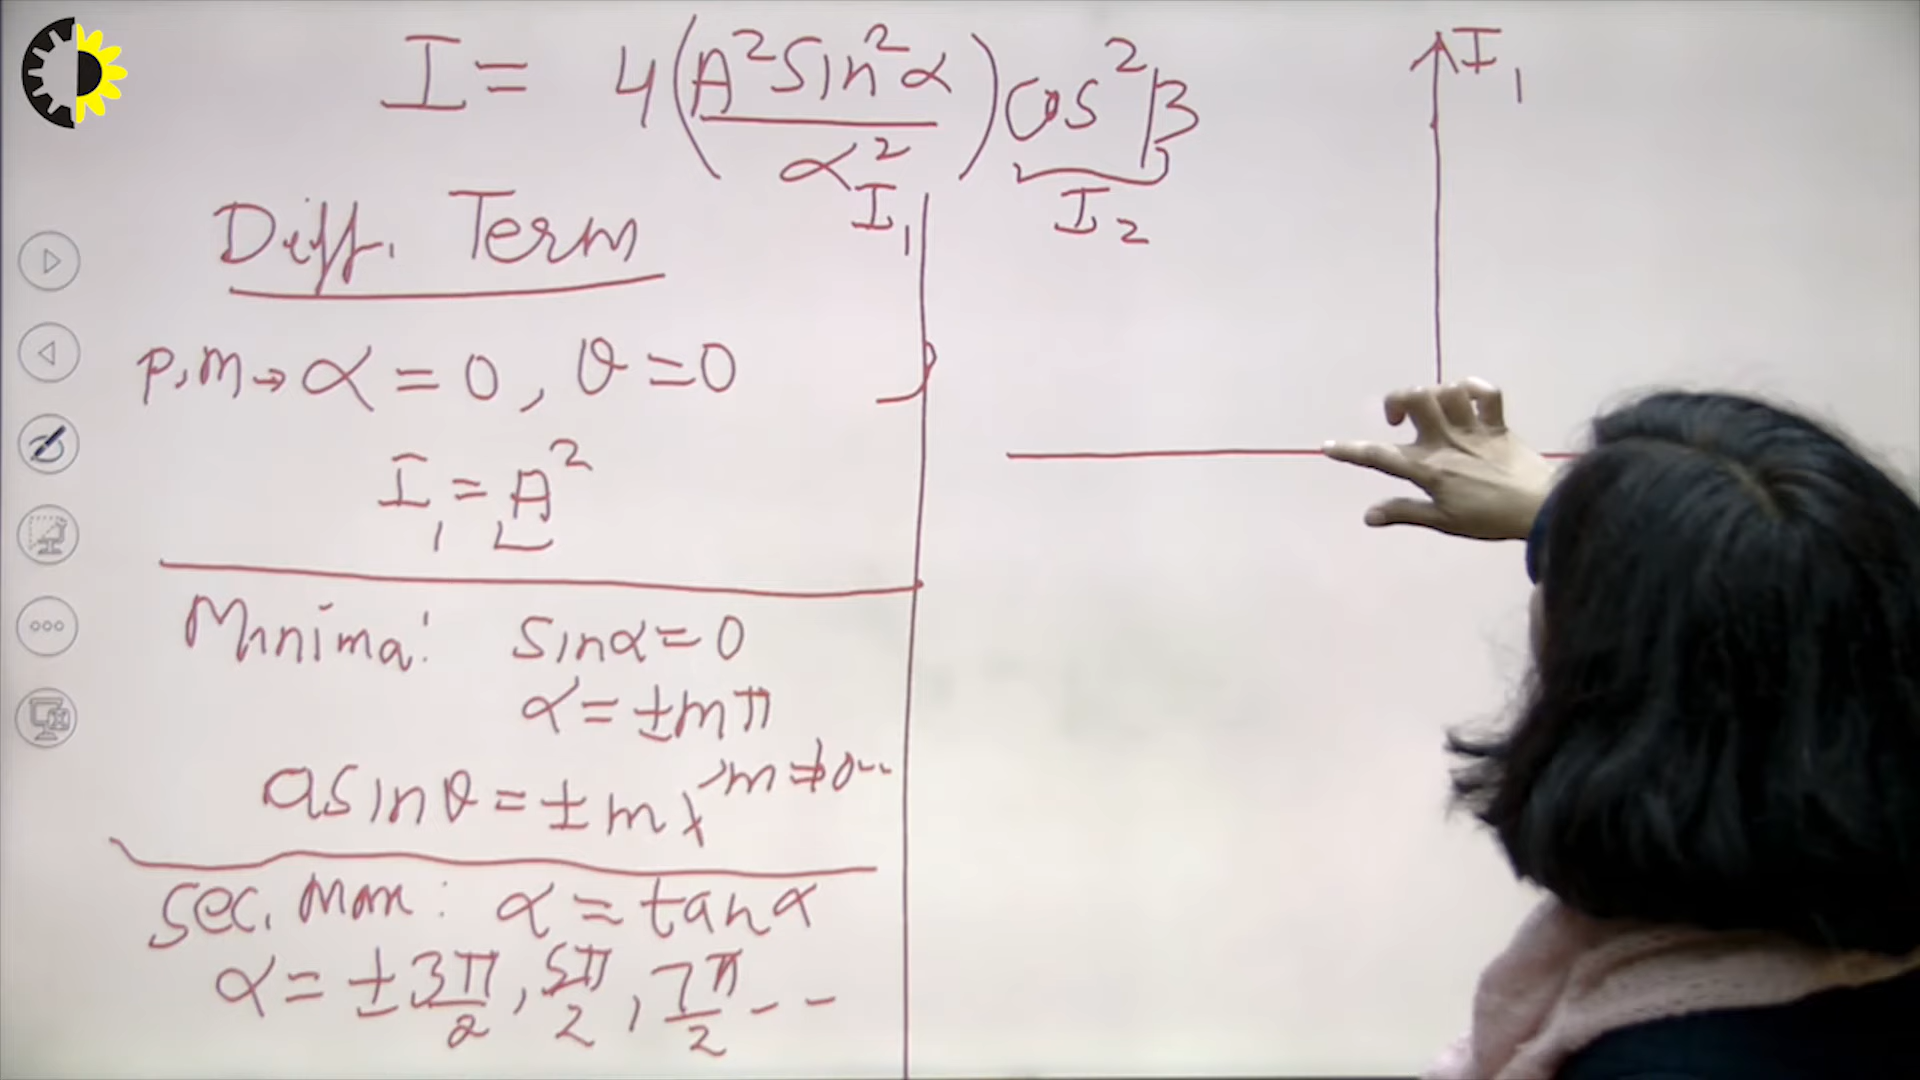 I = 4(A²Sin²α/α²)cos²β
I₁
I₂
I₁
Diff. Term
P.M → α = 0, θ = 0
I₁ = A²
Minima: sinα = 0
α = ±mπ
asinθ = ±mλ, m ≠ 0--
Sec. Max: α = tanα
α = ±3π/2, 5π/2, 7π/2 - -